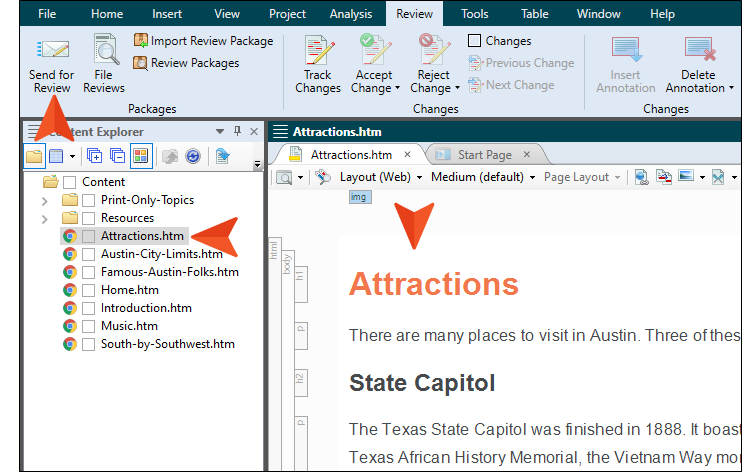 File Home Insert View Project Analysis Review Tools Table Window Help
Send for Review
File Reviews
Import Review Package
Review Packages
Packages
Track Changes
Accept Change
Reject Change
Changes
Previous Change
Next Change
Changes
Insert Annotation
Delete Annotation
Changes
Content Explorer
Attractions.htm
Attractions.htm × Start Page ×
Layout (Web) Medium (default) Page Layout
Content
Print-Only-Topics
Resources
Attractions.htm
Austin-City-Limits.htm
Famous-Austin-Folks.htm
Home.htm
Introduction.htm
Music.htm
South-by-Southwest.htm
img
html
body
h1
Attractions
p
There are many places to visit in Austin. Three of thes
h2
State Capitol
p
The Texas State Capitol was finished in 1888. It boast
Texas African History Memorial, the Vietnam Way mo